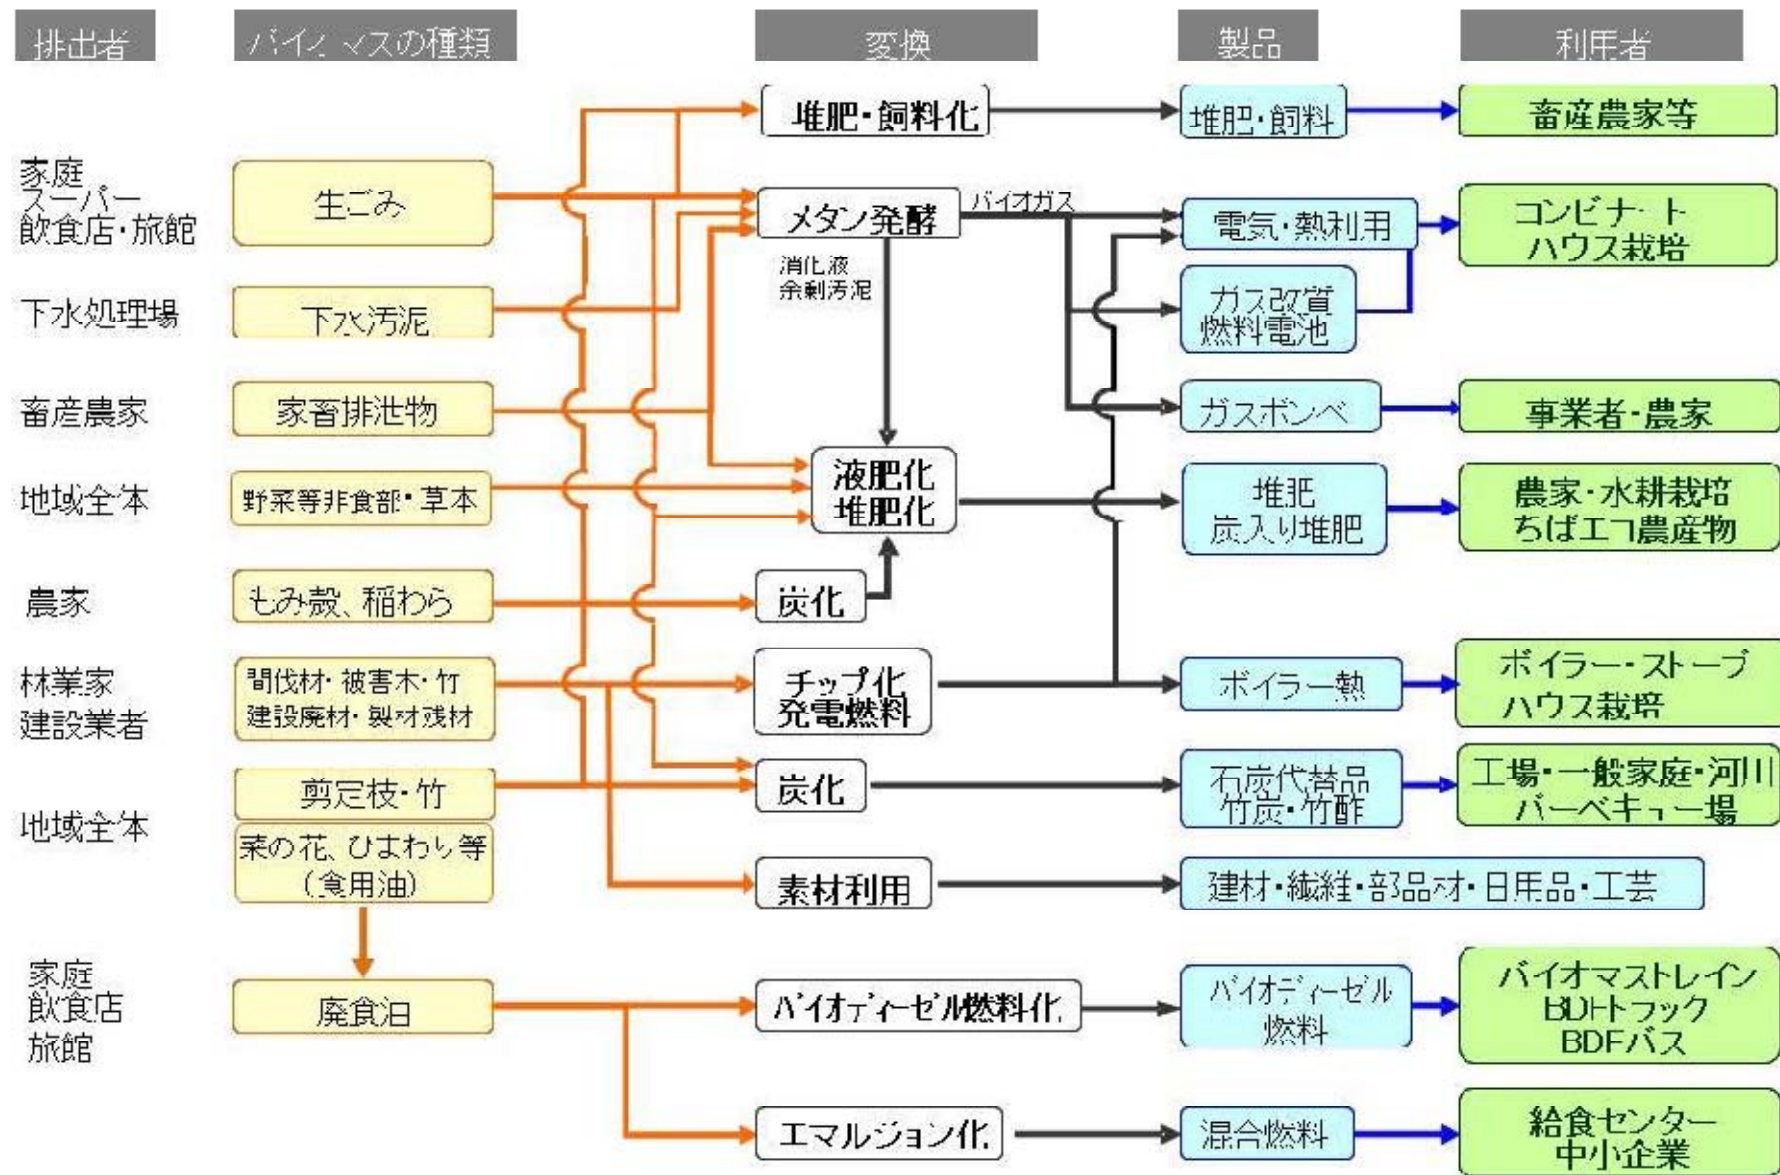 排出者
バイオマスの種類
変換
製品
利用者
堆肥・飼料化
堆肥・飼料
畜産農家等
家庭
スーパー
飲食店・旅館
生ごみ
メタン発酵
バイオガス
電気・熱利用
コンビナート
ハウス栽培
消化液
余剰汚泥
下水処理場
下水汚泥
ガス改質
燃料電池
畜産農家
家畜排泄物
ガスボンベ
事業者・農家
地域全体
野菜等非食部・草本
液肥化
堆肥化
堆肥
炭入り堆肥
農家・水耕栽培
ちばエコ農産物
農家
もみ殻、稲わら
炭化
林業家
建設業者
間伐材・被害木・竹
建設廃材・製材残材
チップ化
発電燃料
ボイラー熱
ボイラー・ストーブ
ハウス栽培
地域全体
剪定枝・竹
炭化
石炭代替品
竹炭・竹酢
工場・一般家庭・河川
バーベキュー場
菜の花、ひまわり等
(食用油)
素材利用
建材・繊維・部品材・日用品・工芸
家庭
飲食店
旅館
廃食油
バイオディーゼル燃料化
バイオディーゼル
燃料
バイオマストレイン
BDFトラック
BDFバス
エマルジョン化
混合燃料
給食センター
中小企業